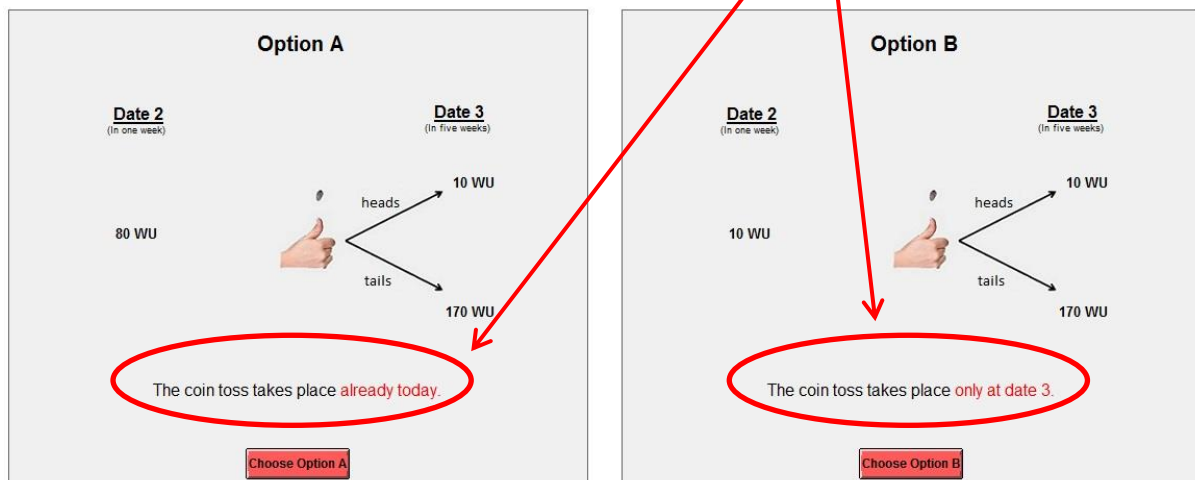 Option A
Date 2
(In one week)
Date 3
(In five weeks)
10 WU
heads
80 WU
tails
170 WU
The coin toss takes place already today.
Choose Option A
Option B
Date 2
(In one week)
Date 3
(In five weeks)
10 WU
heads
10 WU
tails
170 WU
The coin toss takes place only at date 3.
Choose Option B